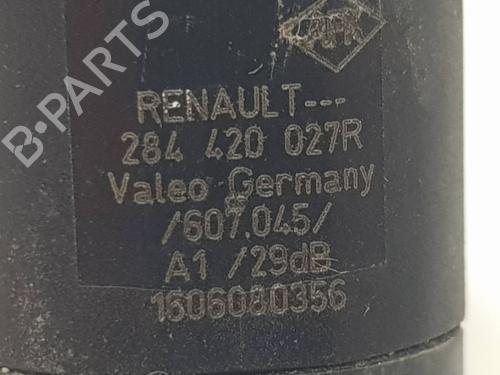 B-PARTS
RENAULT---
284 420 027R
Valeo Germany
/607.045/
A1 /29dB
1606080356